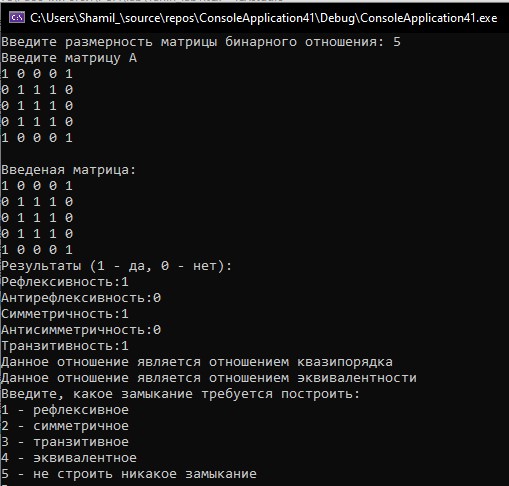 C:\Users\Shamil_\source\repos\ConsoleApplication41\Debug\ConsoleApplication41.exe
Введите размерность матрицы бинарного отношения: 5
Введите матрицу А
1 0 0 0 1
0 1 1 1 0
0 1 1 1 0
0 1 1 1 0
1 0 0 0 1
Введеная матрица:
1 0 0 0 1
0 1 1 1 0
0 1 1 1 0
0 1 1 1 0
1 0 0 0 1
Результаты (1 - да, 0 - нет):
Рефлексивность:1
Антирефлексивность:0
Симметричность:1
Антисимметричность:0
Транзитивность:1
Данное отношение является отношением квазипорядка
Данное отношение является отношением эквивалентности
Введите, какое замыкание требуется построить:
1 - рефлексивное
2 - симметричное
3 - транзитивное
4 - эквивалентное
5 - не строить никакое замыкание